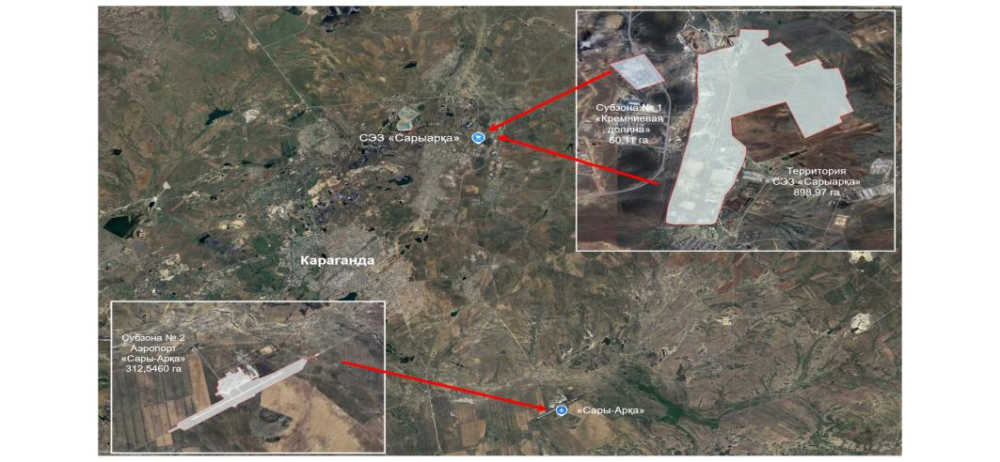 СЭЗ «Сарыарқа»
Субзона № 1
«Кремниевая
долина»
60,11 га
Территория
СЭЗ «Сарыарқа»
898,97 га
Караганда
Субзона № 2
Аэропорт
«Сары-Арқа»
312,5460 га
«Сары-Арқа»